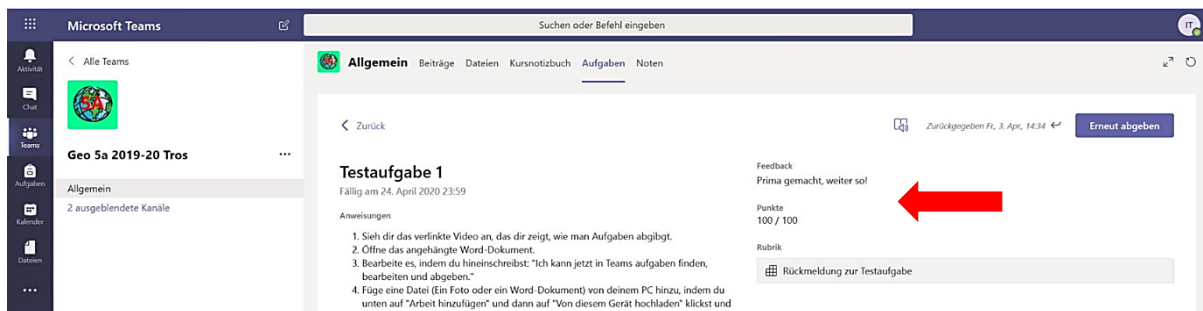 Microsoft Teams
Suchen oder Befehl eingeben
IT
Aktivität
Chat
Teams
Aufgaben
Kalender
Dateien
Alle Teams
5A
Geo 5a 2019-20 Tros
Allgemein
2 ausgeblendete Kanäle
Allgemein Beiträge Dateien Kursnotizbuch Aufgaben Noten
Zurück
Zurückgegeben Fr, 3. Apr, 14:34
Erneut abgeben
Testaufgabe 1
Fällig am 24. April 2020 23:59
Anweisungen
1. Sieh dir das verlinkte Video an, das dir zeigt, wie man Aufgaben abgibgt.
2. Öffne das angehängte Word-Dokument.
3. Bearbeite es, indem du hineinschreibst: "Ich kann jetzt in Teams aufgaben finden,
bearbeiten und abgeben."
4. Füge eine Datei (Ein Foto oder ein Word-Dokument) von deinem PC hinzu, indem du
unten auf "Arbeit hinzufügen" und dann auf "Von diesem Gerät hochladen" klickst und
Feedback
Prima gemacht, weiter so!
Punkte
100 / 100
Rubrik
Rückmeldung zur Testaufgabe